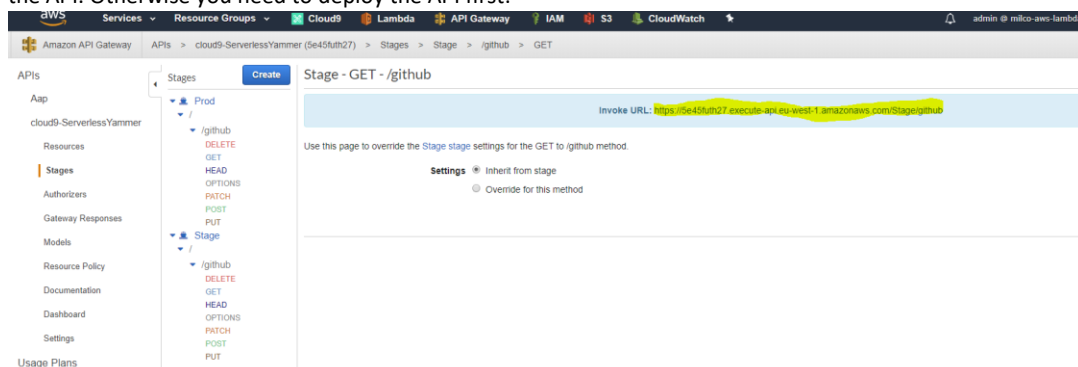 the API. Otherwise you need to deploy the API first.
aws Services Resource Groups Cloud9 Lambda API Gateway IAM S3 CloudWatch admin @ milco-aws-lambd
Amazon API Gateway APIs > cloud9-ServerlessYammer (5e45futh27) > Stages > Stage > /github > GET
APIs
Aap
cloud9-ServerlessYammer
Resources
Stages
Authorizers
Gateway Responses
Models
Resource Policy
Documentation
Dashboard
Settings
Usage Plans
Stages Create
Prod
/
/github
DELETE
GET
HEAD
OPTIONS
PATCH
POST
PUT
Stage
/
/github
DELETE
GET
HEAD
OPTIONS
PATCH
POST
PUT
Stage - GET - /github
Invoke URL: https://5e45futh27.execute-api.eu-west-1.amazonaws.com/Stage/github
Use this page to override the Stage stage settings for the GET to /github method.
Settings Inherit from stage
Override for this method